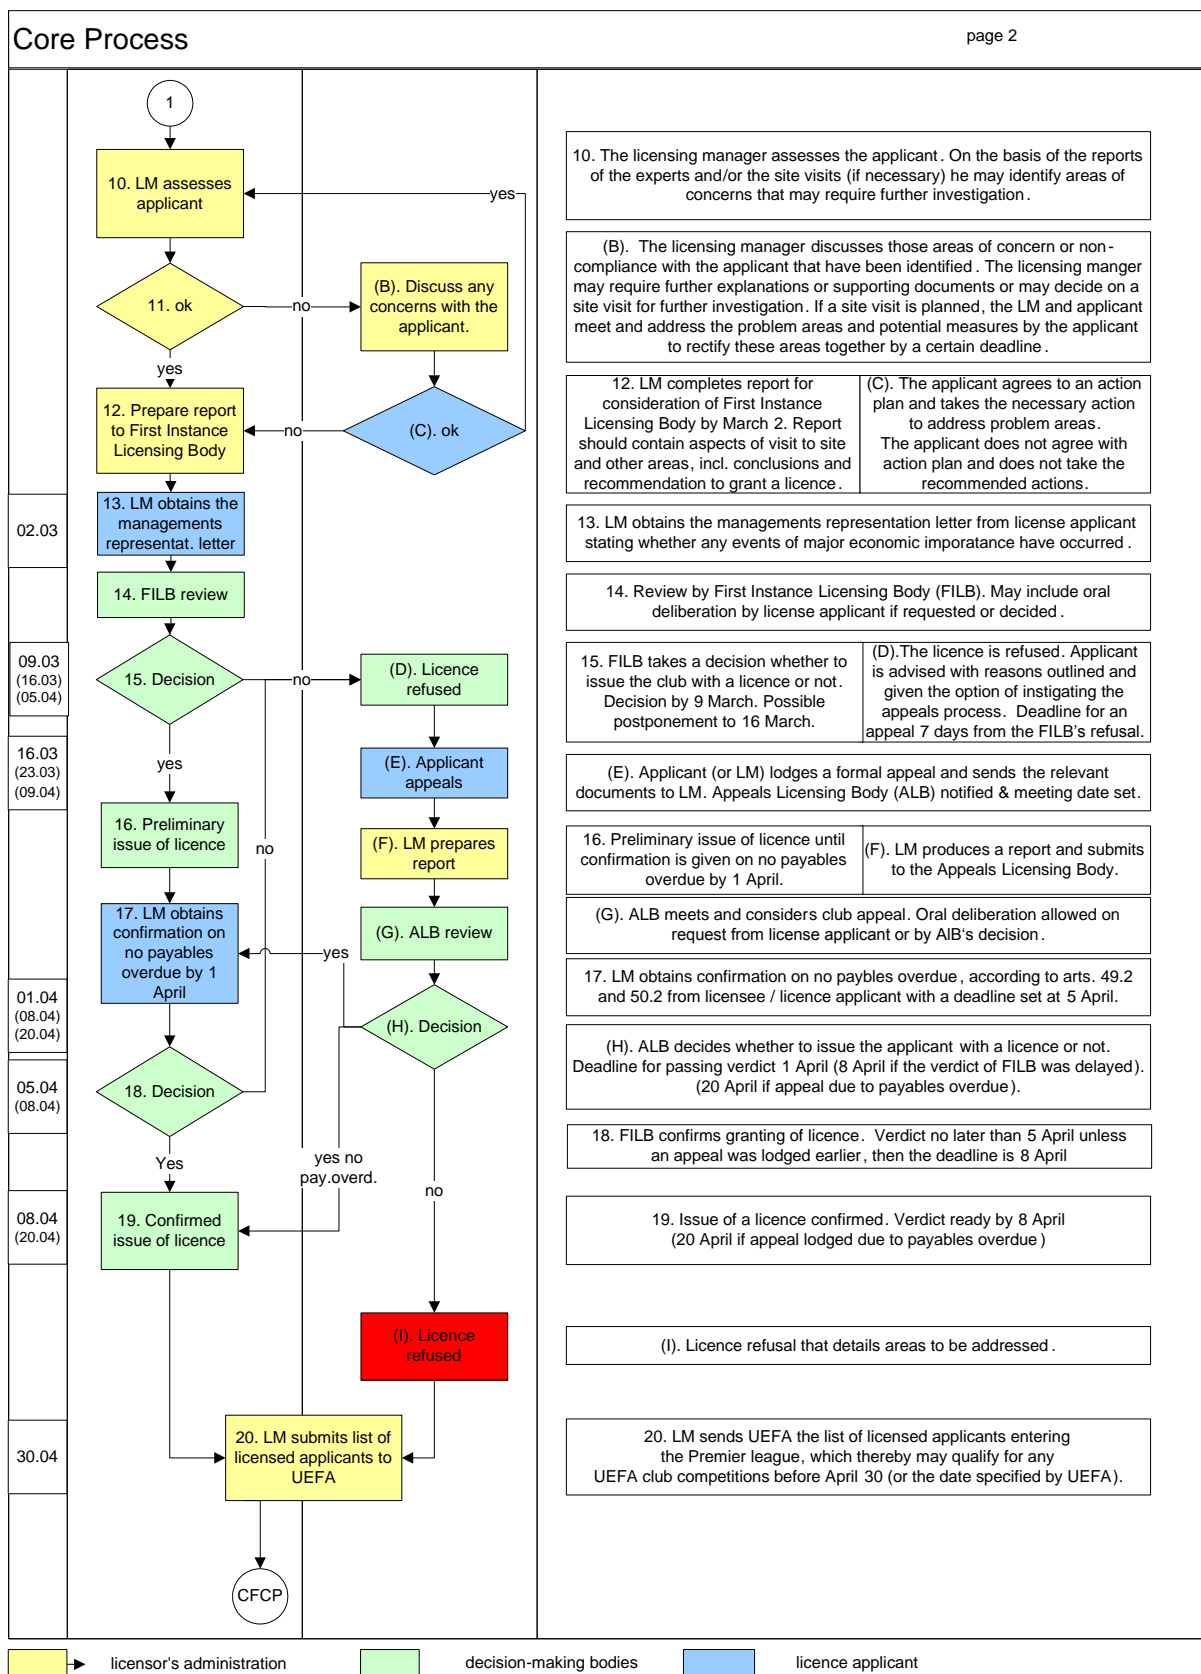 Core Process
page 2
1
10. LM assesses
applicant
yes
11. ok
no
(B). Discuss any
concerns with the
applicant.
yes
12. Prepare report
to First Instance
Licensing Body
no
(C). ok
02.03
13. LM obtains the
managements
representat. letter
14. FILB review
09.03
(16.03)
(05.04)
15. Decision
no
(D). Licence
refused
16.03
(23.03)
(09.04)
yes
(E). Applicant
appeals
16. Preliminary
issue of licence
no
(F). LM prepares
report
17. LM obtains
confirmation on
no payables
overdue by 1
April
yes
(G). ALB review
01.04
(08.04)
(20.04)
(H). Decision
05.04
(08.04)
18. Decision
Yes
yes no
pay.overd.
no
08.04
(20.04)
19. Confirmed
issue of licence
(I). Licence
refused
30.04
20. LM submits list of
licensed applicants to
UEFA
CFCP
10. The licensing manager assesses the applicant. On the basis of the reports
of the experts and/or the site visits (if necessary) he may identify areas of
concerns that may require further investigation.
(B). The licensing manager discusses those areas of concern or non-
compliance with the applicant that have been identified. The licensing manger
may require further explanations or supporting documents or may decide on a
site visit for further investigation. If a site visit is planned, the LM and applicant
meet and address the problem areas and potential measures by the applicant
to rectify these areas together by a certain deadline.
12. LM completes report for
consideration of First Instance
Licensing Body by March 2. Report
should contain aspects of visit to site
and other areas, incl. conclusions and
recommendation to grant a licence.
(C). The applicant agrees to an action
plan and takes the necessary action
to address problem areas.
The applicant does not agree with
action plan and does not take the
recommended actions.
13. LM obtains the managements representation letter from license applicant
stating whether any events of major economic imporatance have occurred.
14. Review by First Instance Licensing Body (FILB). May include oral
deliberation by license applicant if requested or decided.
15. FILB takes a decision whether to
issue the club with a licence or not.
Decision by 9 March. Possible
postponement to 16 March.
(D).The licence is refused. Applicant
is advised with reasons outlined and
given the option of instigating the
appeals process. Deadline for an
appeal 7 days from the FILB's refusal.
(E). Applicant (or LM) lodges a formal appeal and sends the relevant
documents to LM. Appeals Licensing Body (ALB) notified & meeting date set.
16. Preliminary issue of licence until
confirmation is given on no payables
overdue by 1 April.
(F). LM produces a report and submits
to the Appeals Licensing Body.
(G). ALB meets and considers club appeal. Oral deliberation allowed on
request from license applicant or by AlB's decision.
17. LM obtains confirmation on no paybles overdue, according to arts. 49.2
and 50.2 from licensee / licence applicant with a deadline set at 5 April.
(H). ALB decides whether to issue the applicant with a licence or not.
Deadline for passing verdict 1 April (8 April if the verdict of FILB was delayed).
(20 April if appeal due to payables overdue).
18. FILB confirms granting of licence. Verdict no later than 5 April unless
an appeal was lodged earlier, then the deadline is 8 April
19. Issue of a licence confirmed. Verdict ready by 8 April
(20 April if appeal lodged due to payables overdue)
(I). Licence refusal that details areas to be addressed.
20. LM sends UEFA the list of licensed applicants entering
the Premier league, which thereby may qualify for any
UEFA club competitions before April 30 (or the date specified by UEFA).
licensor's administration
decision-making bodies
licence applicant